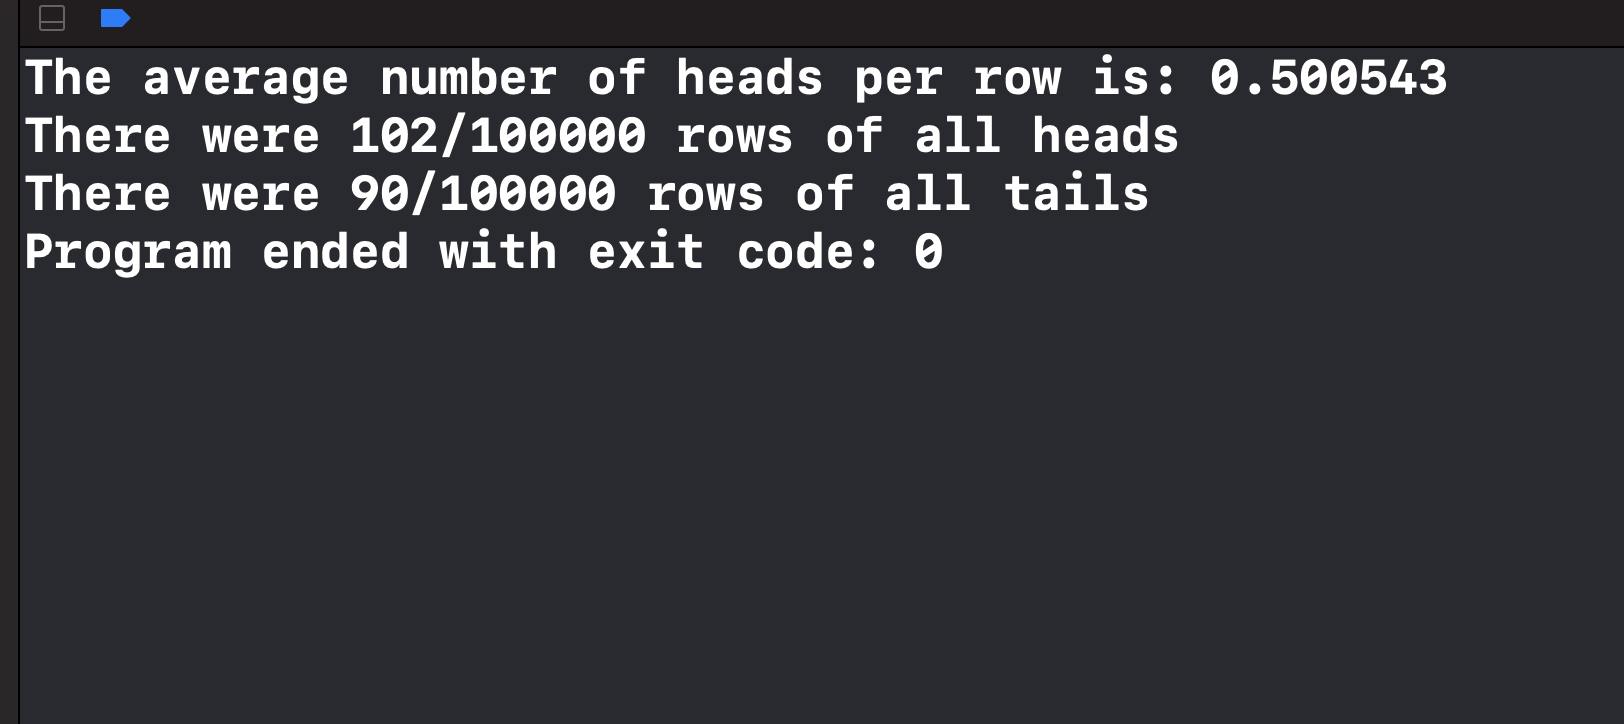 The average number of heads per row is: 0.500543
There were 102/100000 rows of all heads
There were 90/100000 rows of all tails
Program ended with exit code: 0